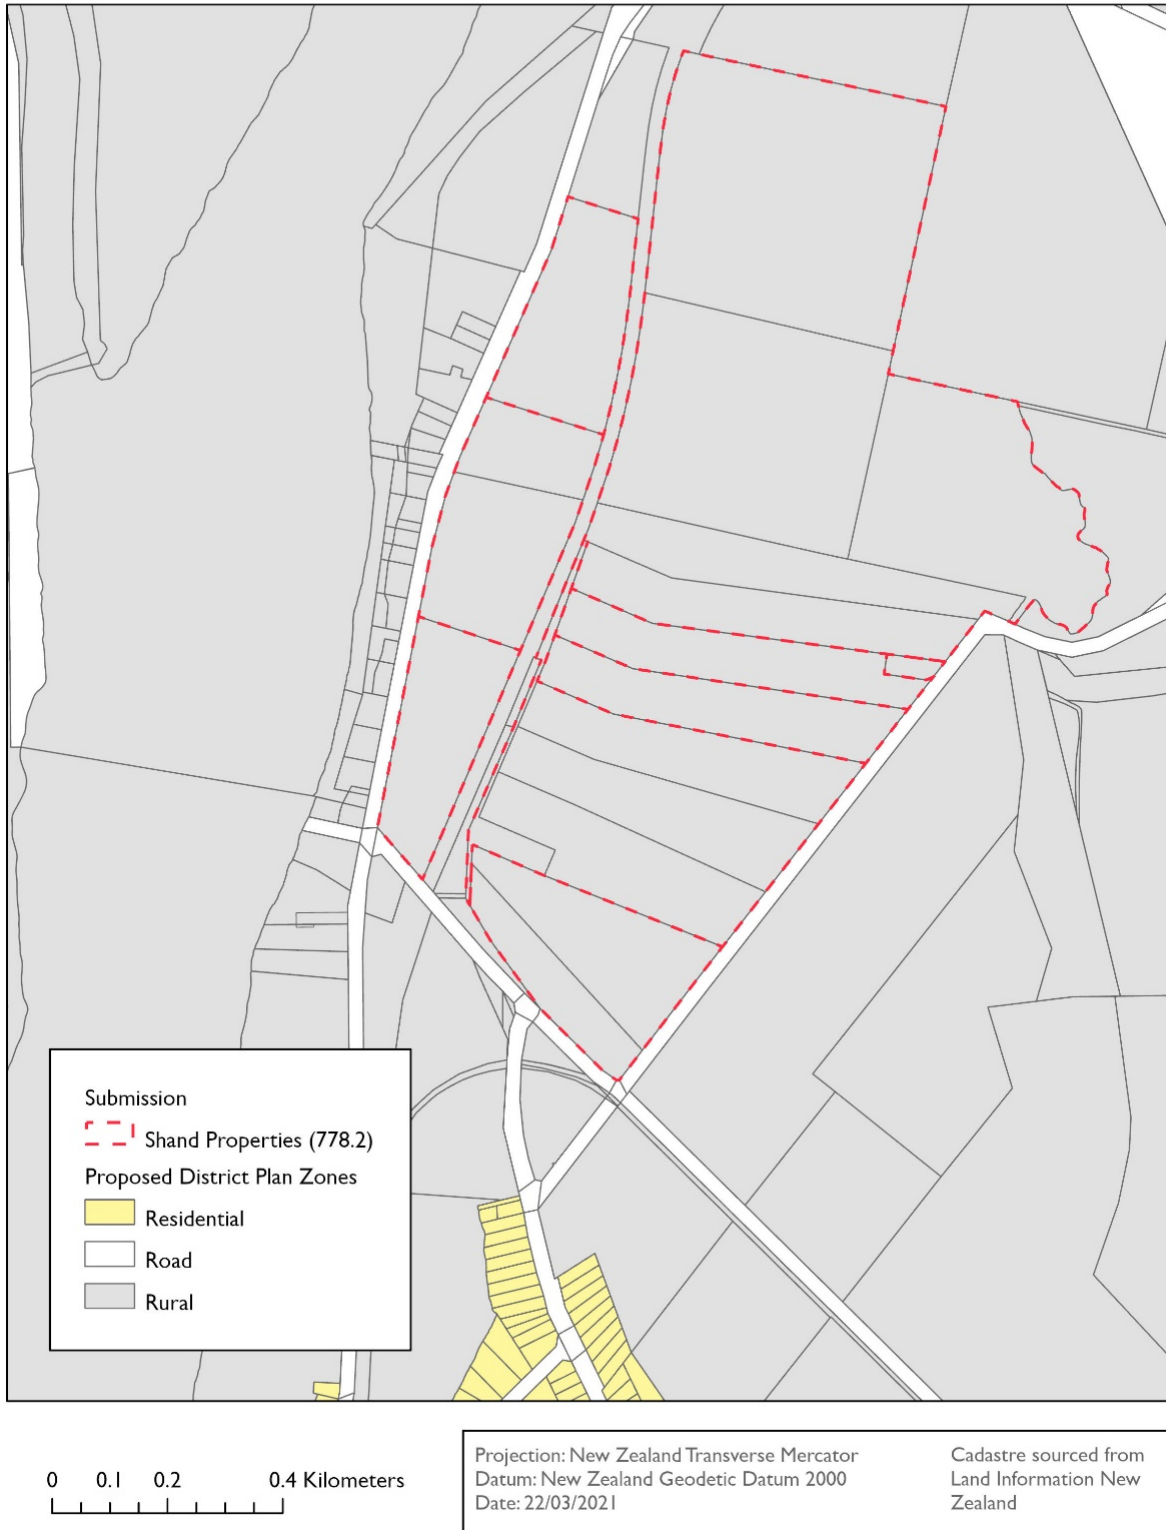 Submission
Shand Properties (778.2)
Proposed District Plan Zones
Residential
Road
Rural
0 0.1 0.2 0.4 Kilometers
Projection: New Zealand Transverse Mercator
Datum: New Zealand Geodetic Datum 2000
Date: 22/03/2021
Cadastre sourced from
Land Information New
Zealand